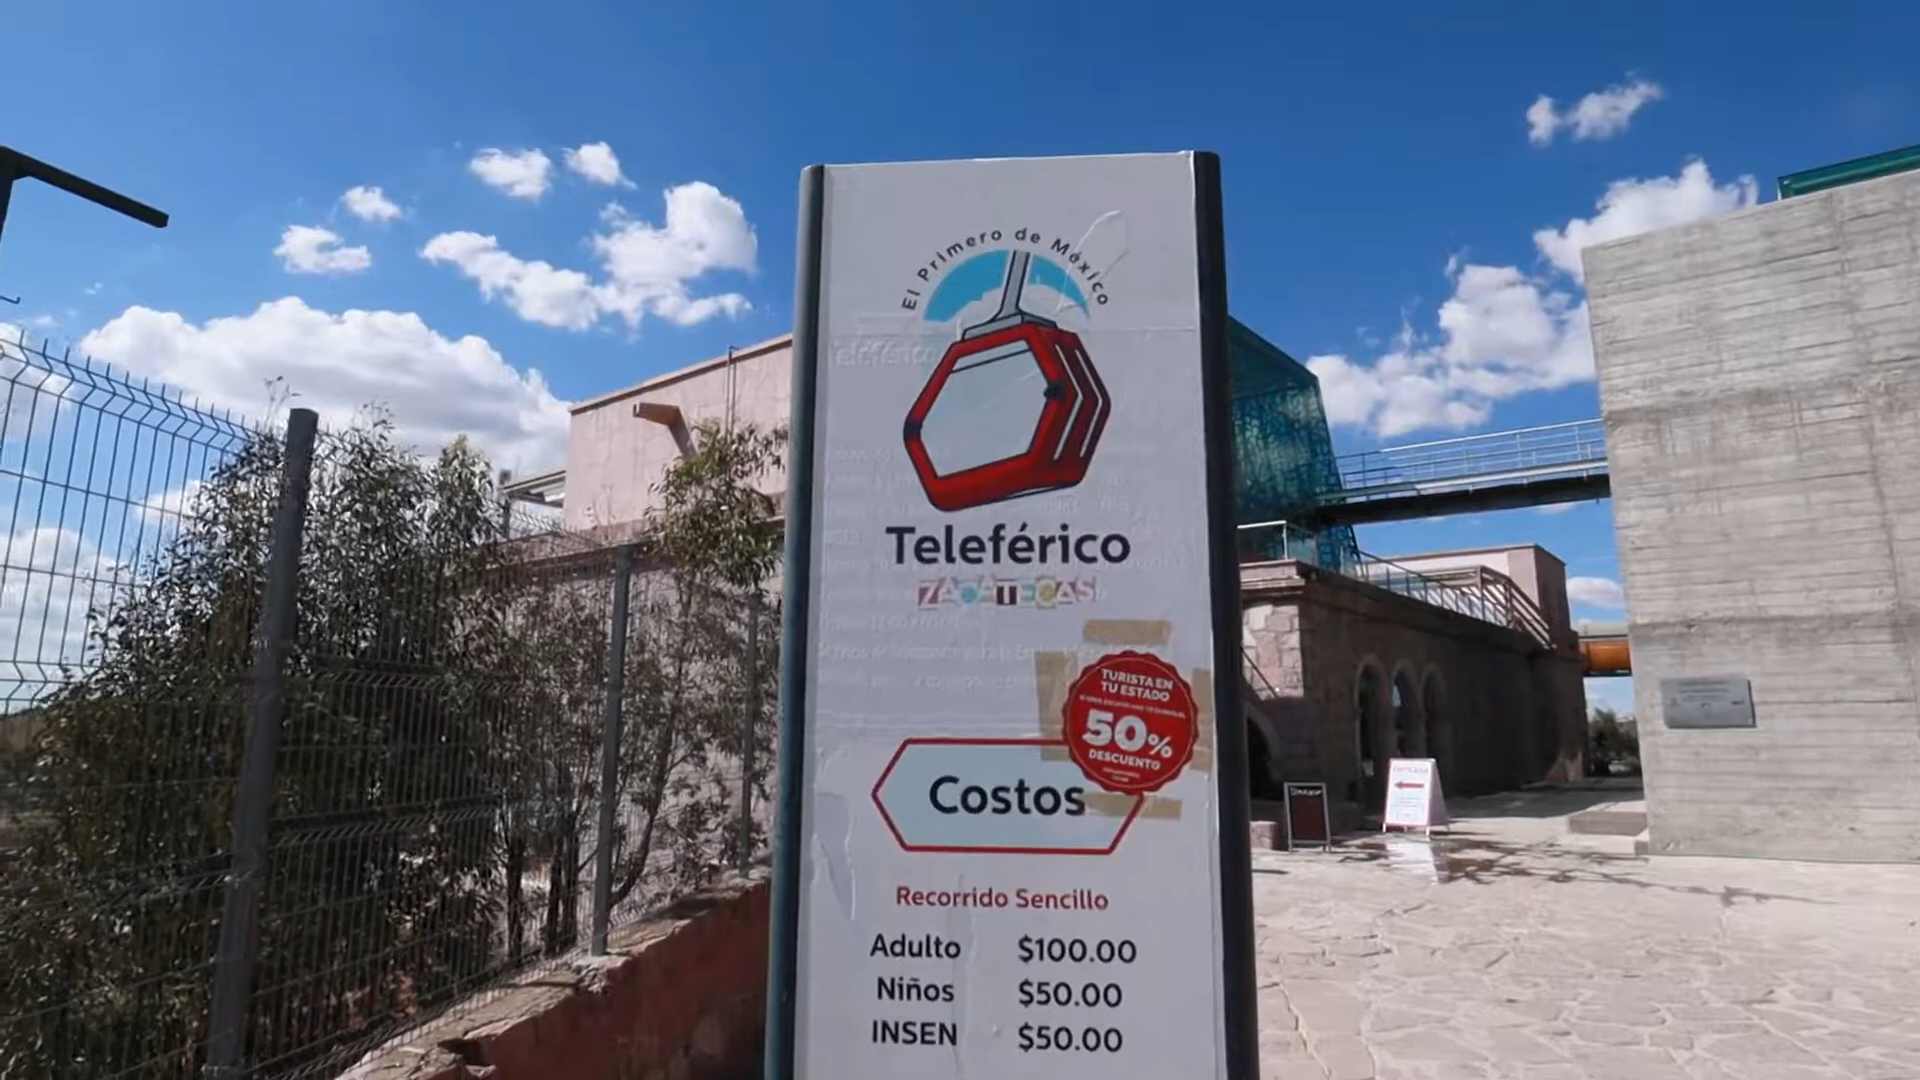 El Primero de México
Teleférico
ZACATECAS
TURISTA EN
TU ESTADO
50%
DESCUENTO
Costos
Recorrido Sencillo
Adulto $100.00
Niños $50.00
INSEN $50.00